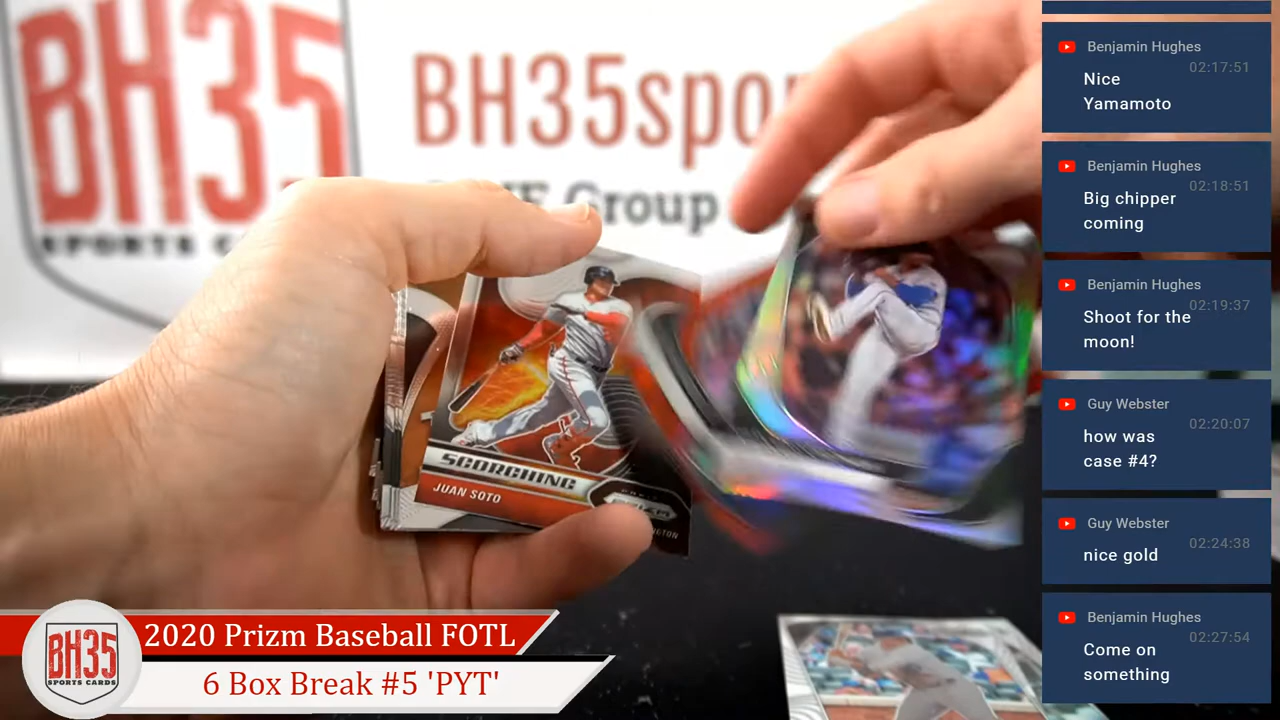 BH35
SPORTS CA
BH35spor
Group
SCORCHING
JUAN SOTO
PRIZM
BH35
SPORTS CARDS
2020 Prizm Baseball FOTL
6 Box Break #5 'PYT'
Benjamin Hughes
02:17:51
Nice
Yamamoto
Benjamin Hughes
02:18:51
Big chipper
coming
Benjamin Hughes
02:19:37
Shoot for the
moon!
Guy Webster
02:20:07
how was
case #4?
Guy Webster
02:24:38
nice gold
Benjamin Hughes
02:27:54
Come on
something